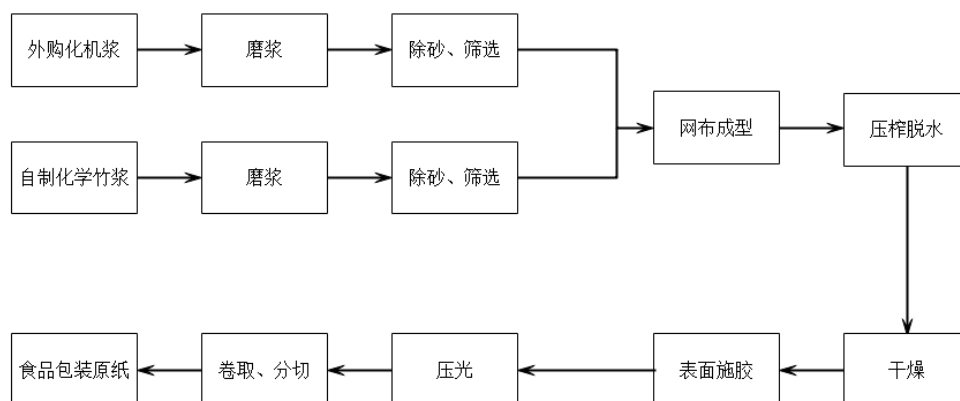 外购化机浆
磨浆
除砂、筛选
网布成型
压榨脱水
自制化学竹浆
磨浆
除砂、筛选
食品包装原纸
卷取、分切
压光
表面施胶
干燥